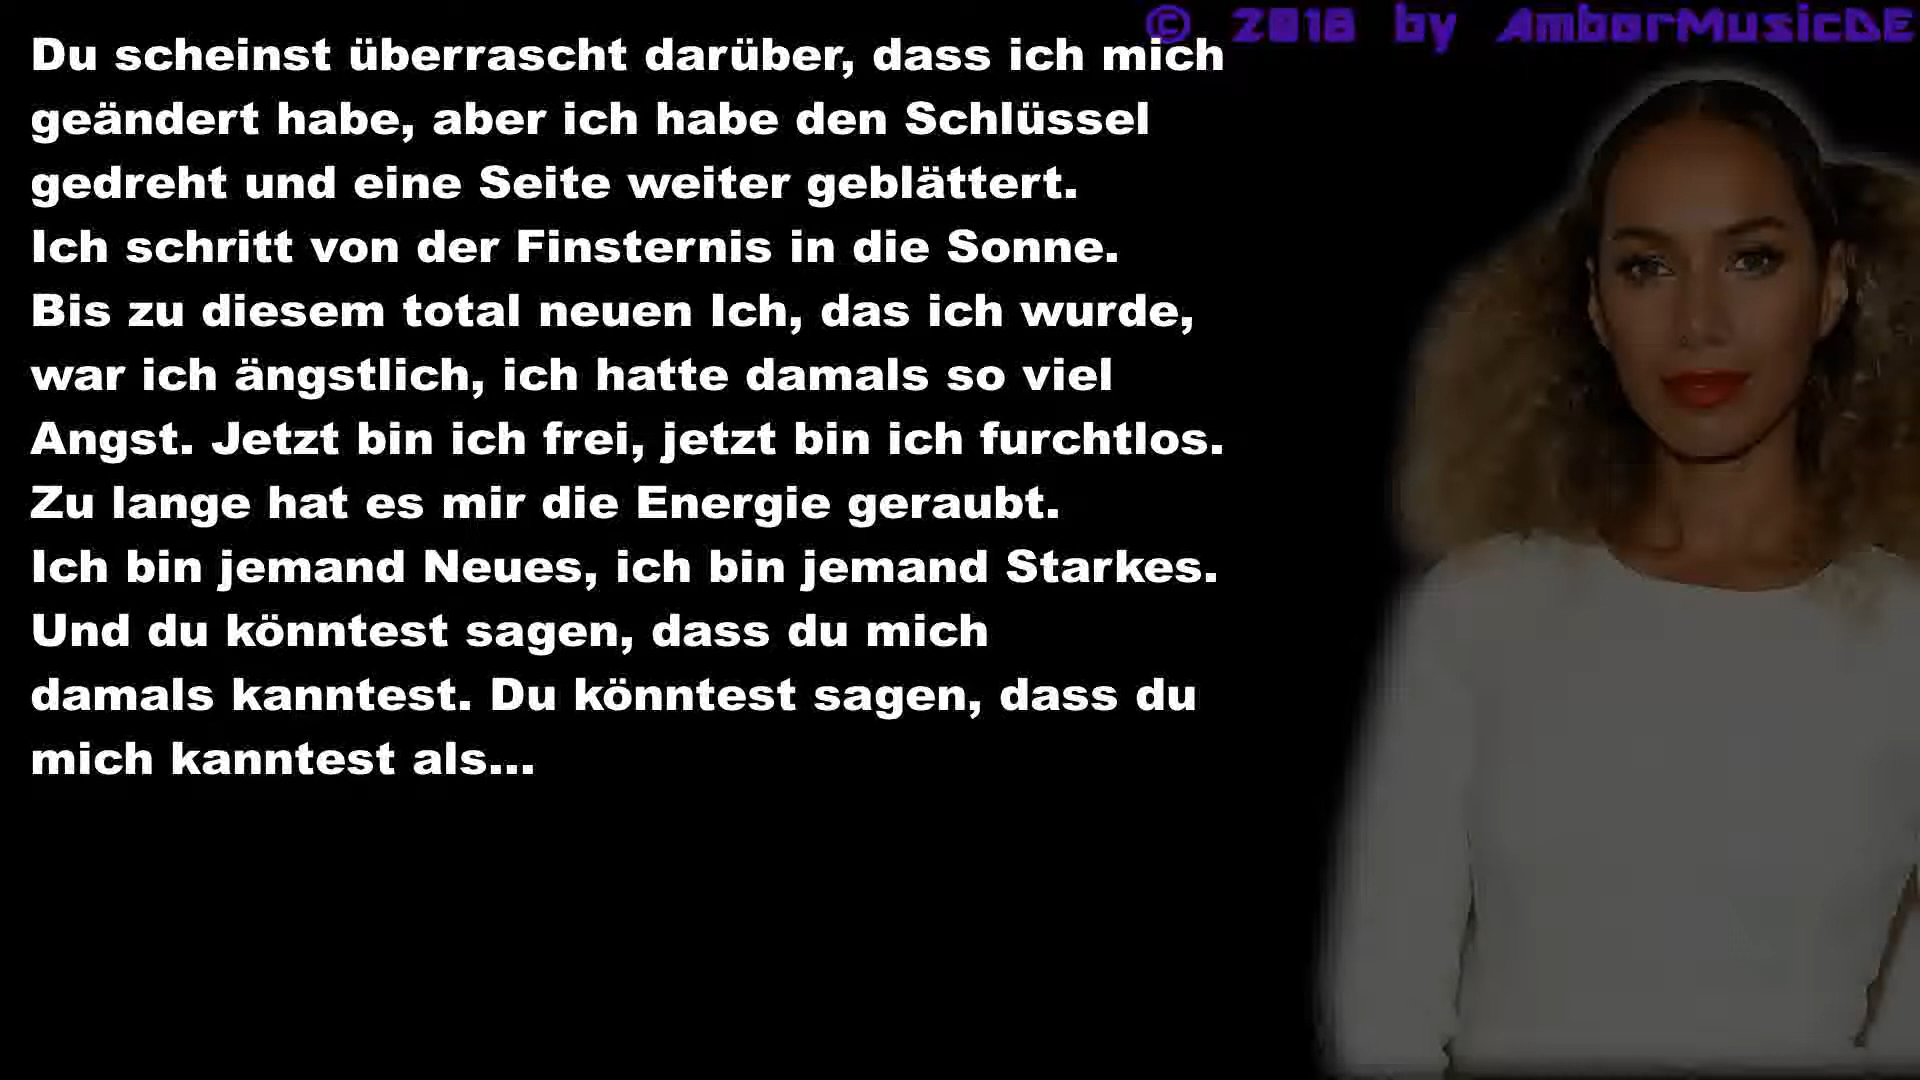 © 2018 by AmborMusicDE
Du scheinst überrascht darüber, dass ich mich
geändert habe, aber ich habe den Schlüssel
gedreht und eine Seite weiter geblättert.
Ich schritt von der Finsternis in die Sonne.
Bis zu diesem total neuen Ich, das ich wurde,
war ich ängstlich, ich hatte damals so viel
Angst. Jetzt bin ich frei, jetzt bin ich furchtlos.
Zu lange hat es mir die Energie geraubt.
Ich bin jemand Neues, ich bin jemand Starkes.
Und du könntest sagen, dass du mich
damals kanntest. Du könntest sagen, dass du
mich kanntest als...